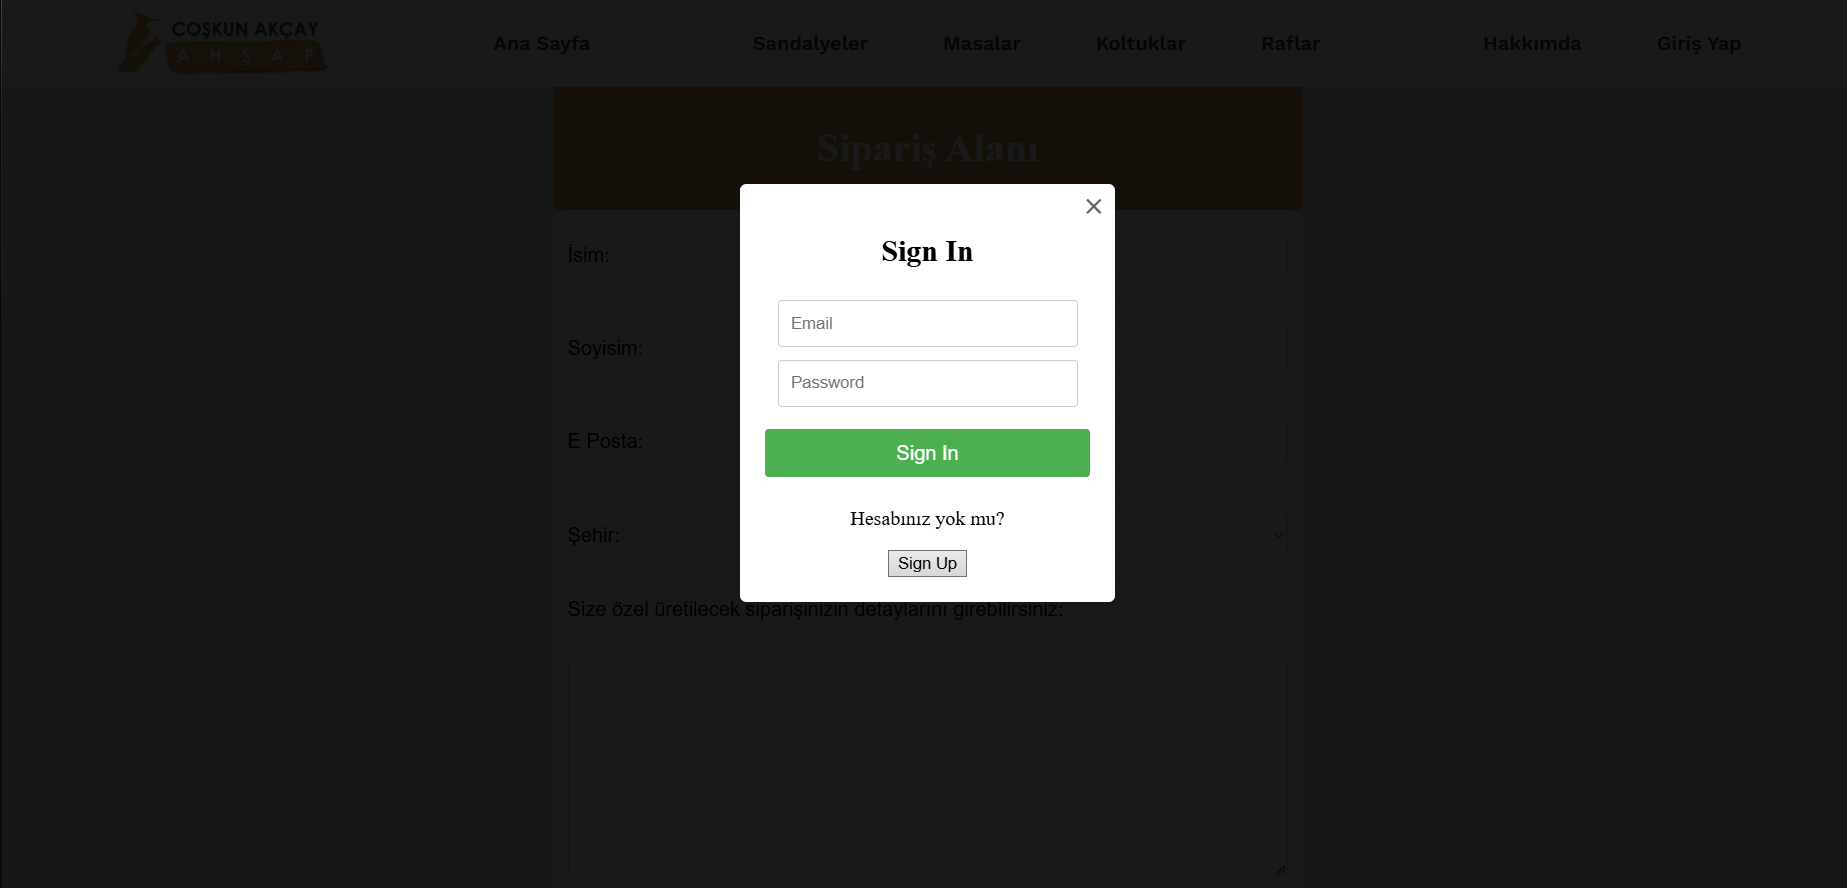 COŞKUN AKÇAY
AHŞAP
Ana Sayfa
Sandalyeler
Masalar
Koltuklar
Raflar
Hakkımda
Giriş Yap
Sipariş Alanı
Sign In
Email
Password
Sign In
Hesabınız yok mu?
Sign Up
İsim:
Soyisim:
E Posta:
Şehir:
Size özel üretilecek siparişinizin detaylarını girebilirsiniz: